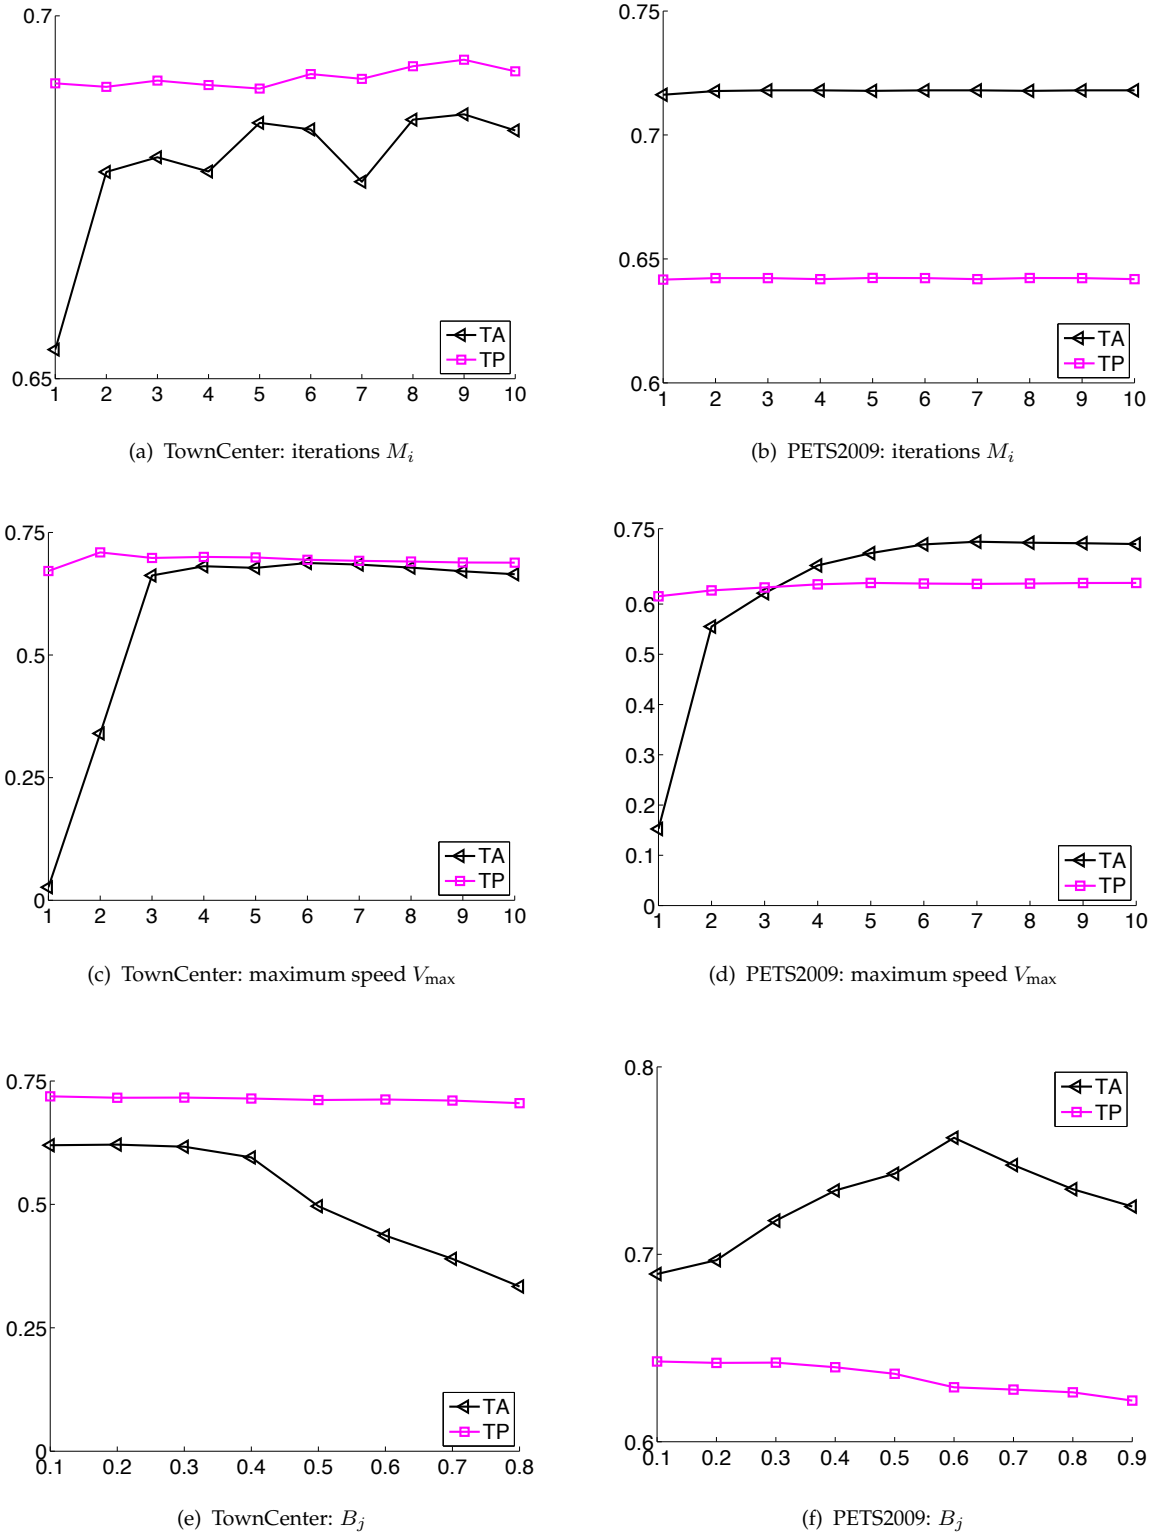 0.7
0.65
1 2 3 4 5 6 7 8 9 10
TA
TP
(a) TownCenter: iterations M_i
0.75
0.7
0.65
0.6
1 2 3 4 5 6 7 8 9 10
TA
TP
(b) PETS2009: iterations M_i
0.75
0.5
0.25
0
1 2 3 4 5 6 7 8 9 10
TA
TP
(c) TownCenter: maximum speed V_max
0.75
0.6
0.5
0.4
0.3
0.2
0.1
0
1 2 3 4 5 6 7 8 9 10
TA
TP
(d) PETS2009: maximum speed V_max
0.75
0.5
0.25
0
0.1 0.2 0.3 0.4 0.5 0.6 0.7 0.8
TA
TP
(e) TownCenter: B_j
0.8
0.7
0.6
0.1 0.2 0.3 0.4 0.5 0.6 0.7 0.8 0.9
TA
TP
(f) PETS2009: B_j